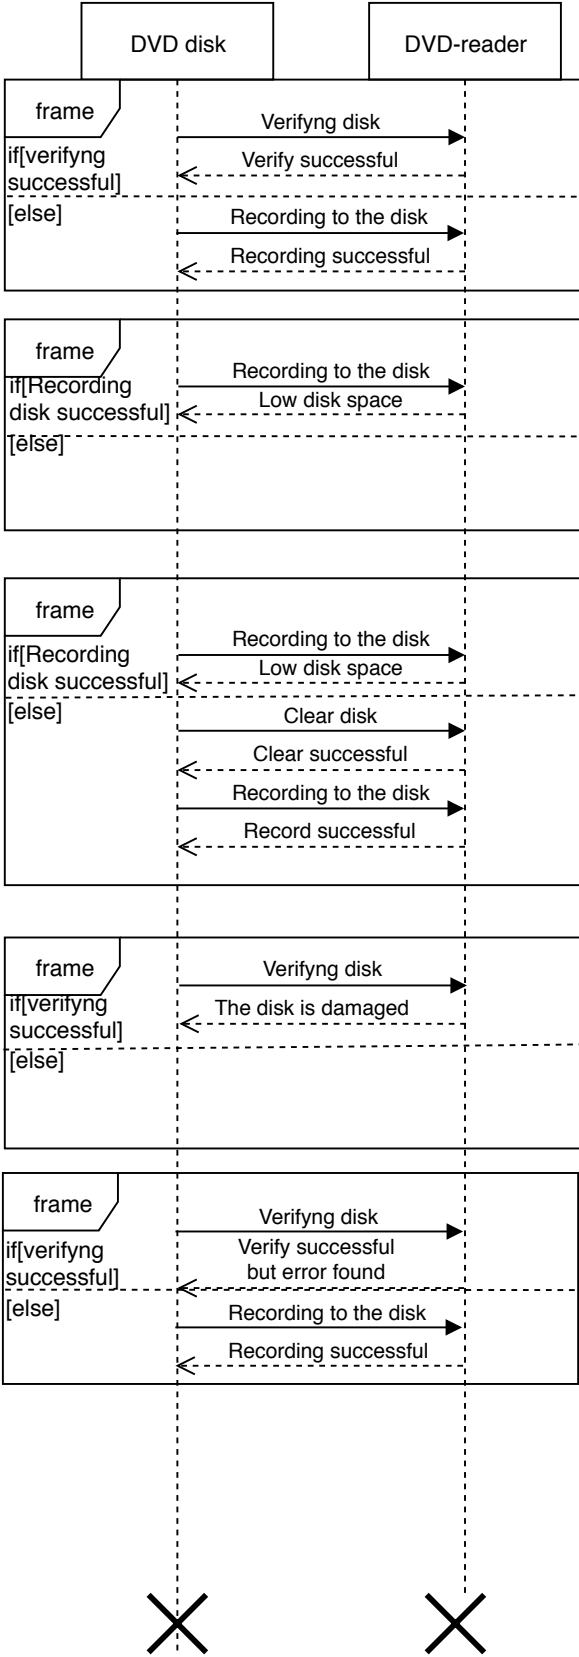 DVD disk
DVD-reader
frame
Verifyng disk
if[verifyng
successful]
Verify successful
[else]
Recording to the disk
Recording successful
frame
Recording to the disk
if[Recording
disk successful]
Low disk space
[else]
frame
Recording to the disk
if[Recording
disk successful]
Low disk space
[else]
Clear disk
Clear successful
Recording to the disk
Record successful
frame
Verifyng disk
if[verifyng
successful]
The disk is damaged
[else]
frame
Verifyng disk
if[verifyng
successful]
Verify successful
but error found
[else]
Recording to the disk
Recording successful